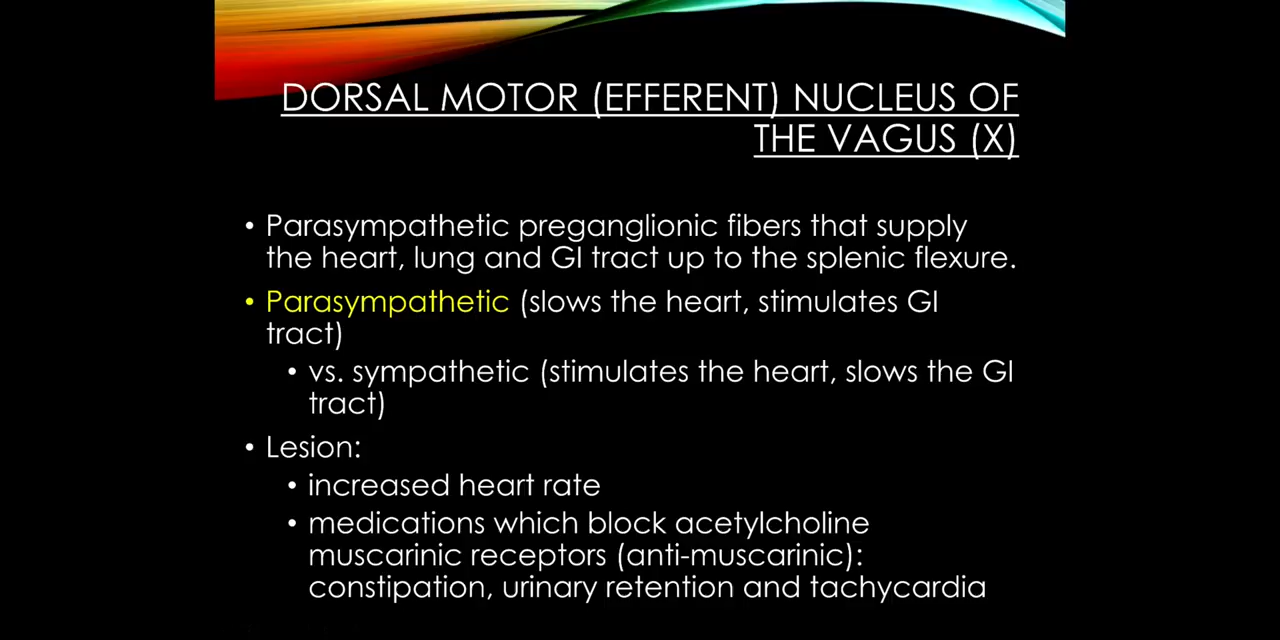 DORSAL MOTOR (EFFERENT) NUCLEUS OF
THE VAGUS (X)
• Parasympathetic preganglionic fibers that supply
the heart, lung and GI tract up to the splenic flexure.
• Parasympathetic (slows the heart, stimulates GI
tract)
• vs. sympathetic (stimulates the heart, slows the GI
tract)
• Lesion:
• increased heart rate
• medications which block acetylcholine
muscarinic receptors (anti-muscarinic):
constipation, urinary retention and tachycardia